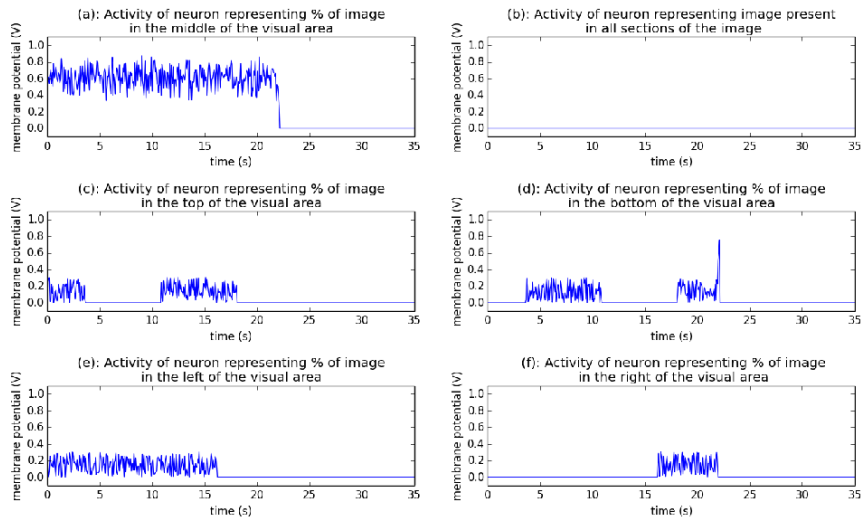 (a): Activity of neuron representing % of image
in the middle of the visual area
membrane potential (V)
1.0
0.8
0.6
0.4
0.2
0.0
0 5 10 15 20 25 30 35
time (s)
(b): Activity of neuron representing image present
in all sections of the image
membrane potential (V)
1.0
0.8
0.6
0.4
0.2
0.0
0 5 10 15 20 25 30 35
time (s)
(c): Activity of neuron representing % of image
in the top of the visual area
membrane potential (V)
1.0
0.8
0.6
0.4
0.2
0.0
0 5 10 15 20 25 30 35
time (s)
(d): Activity of neuron representing % of image
in the bottom of the visual area
membrane potential (V)
1.0
0.8
0.6
0.4
0.2
0.0
0 5 10 15 20 25 30 35
time (s)
(e): Activity of neuron representing % of image
in the left of the visual area
membrane potential (V)
1.0
0.8
0.6
0.4
0.2
0.0
0 5 10 15 20 25 30 35
time (s)
(f): Activity of neuron representing % of image
in the right of the visual area
membrane potential (V)
1.0
0.8
0.6
0.4
0.2
0.0
0 5 10 15 20 25 30 35
time (s)